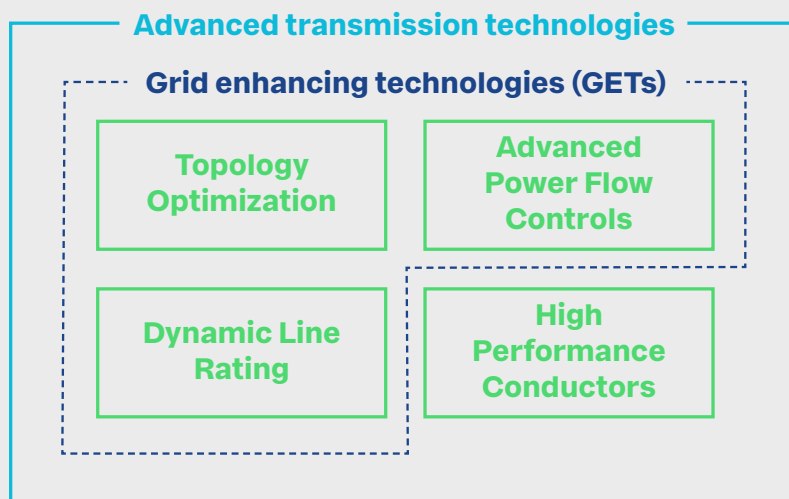 Advanced transmission technologies
Grid enhancing technologies (GETs)
Topology
Optimization
Advanced
Power Flow
Controls
Dynamic Line
Rating
High
Performance
Conductors